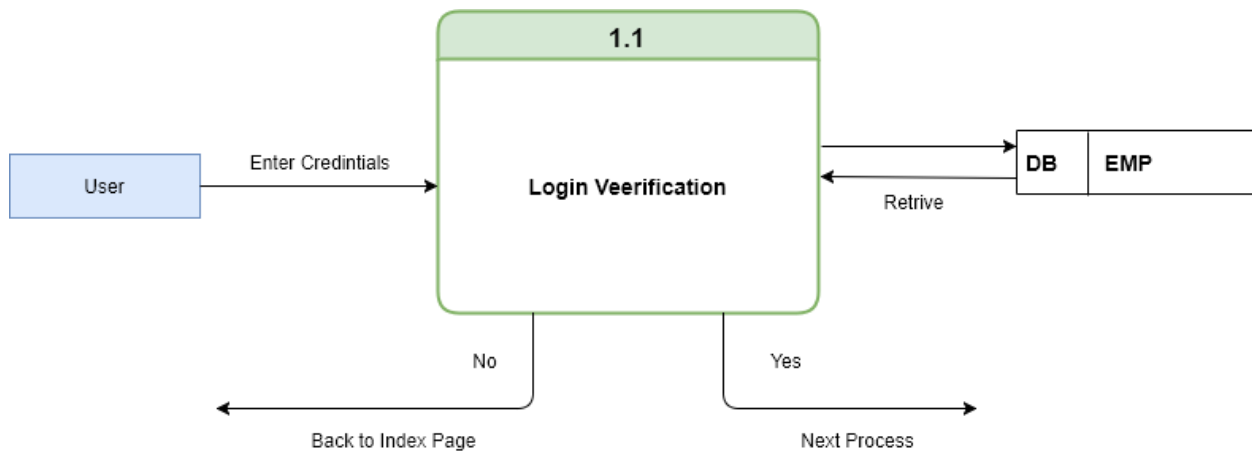 1.1
Enter Credintials
User
Login Veerification
DB
EMP
Retrive
No
Yes
Back to Index Page
Next Process